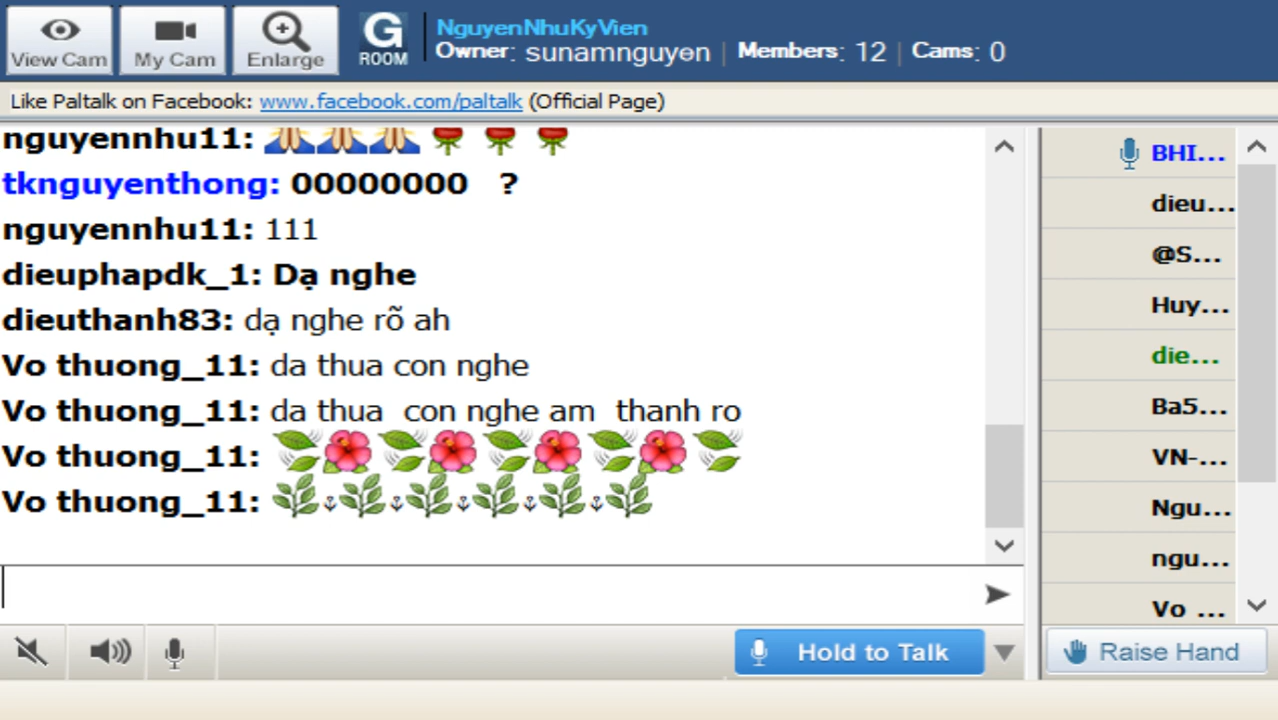 View Cam
My Cam
Enlarge
G
ROOM
NguyenNhuKyVien
Owner: sunamnguyen | Members: 12 | Cams: 0
Like Paltalk on Facebook: www.facebook.com/paltalk (Official Page)
nguyennhu11:
tknguyenthong: 00000000 ?
nguyennhu11: 111
dieuphapdk_1: Dạ nghe
dieuthanh83: dạ nghe rõ ah
Vo thuong_11: da thua con nghe
Vo thuong_11: da thua con nghe am thanh ro
Vo thuong_11:
Vo thuong_11:
Hold to Talk
BHI...
dieu...
@S...
Huy...
die...
Ba5...
VN-...
Ngu...
ngu...
Vo ...
Raise Hand